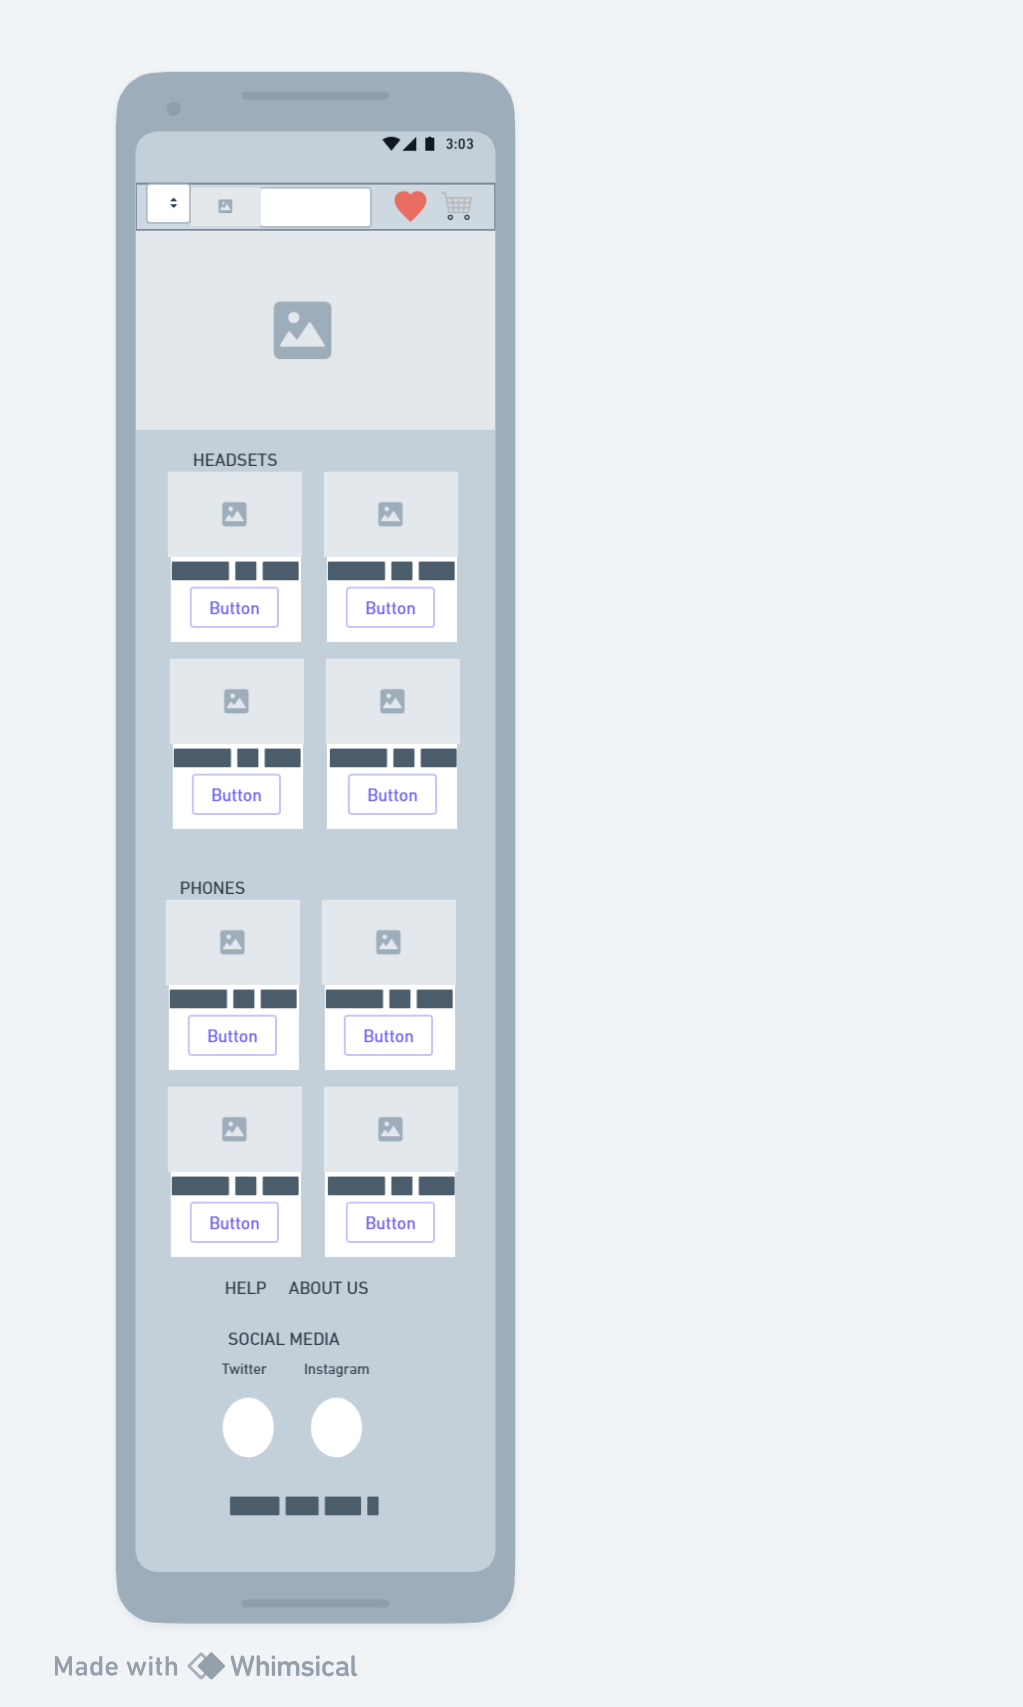 3:03
HEADSETS
Button Button
Button Button
PHONES
Button Button
Button Button
HELP ABOUT US
SOCIAL MEDIA
Twitter Instagram
Made with Whimsical